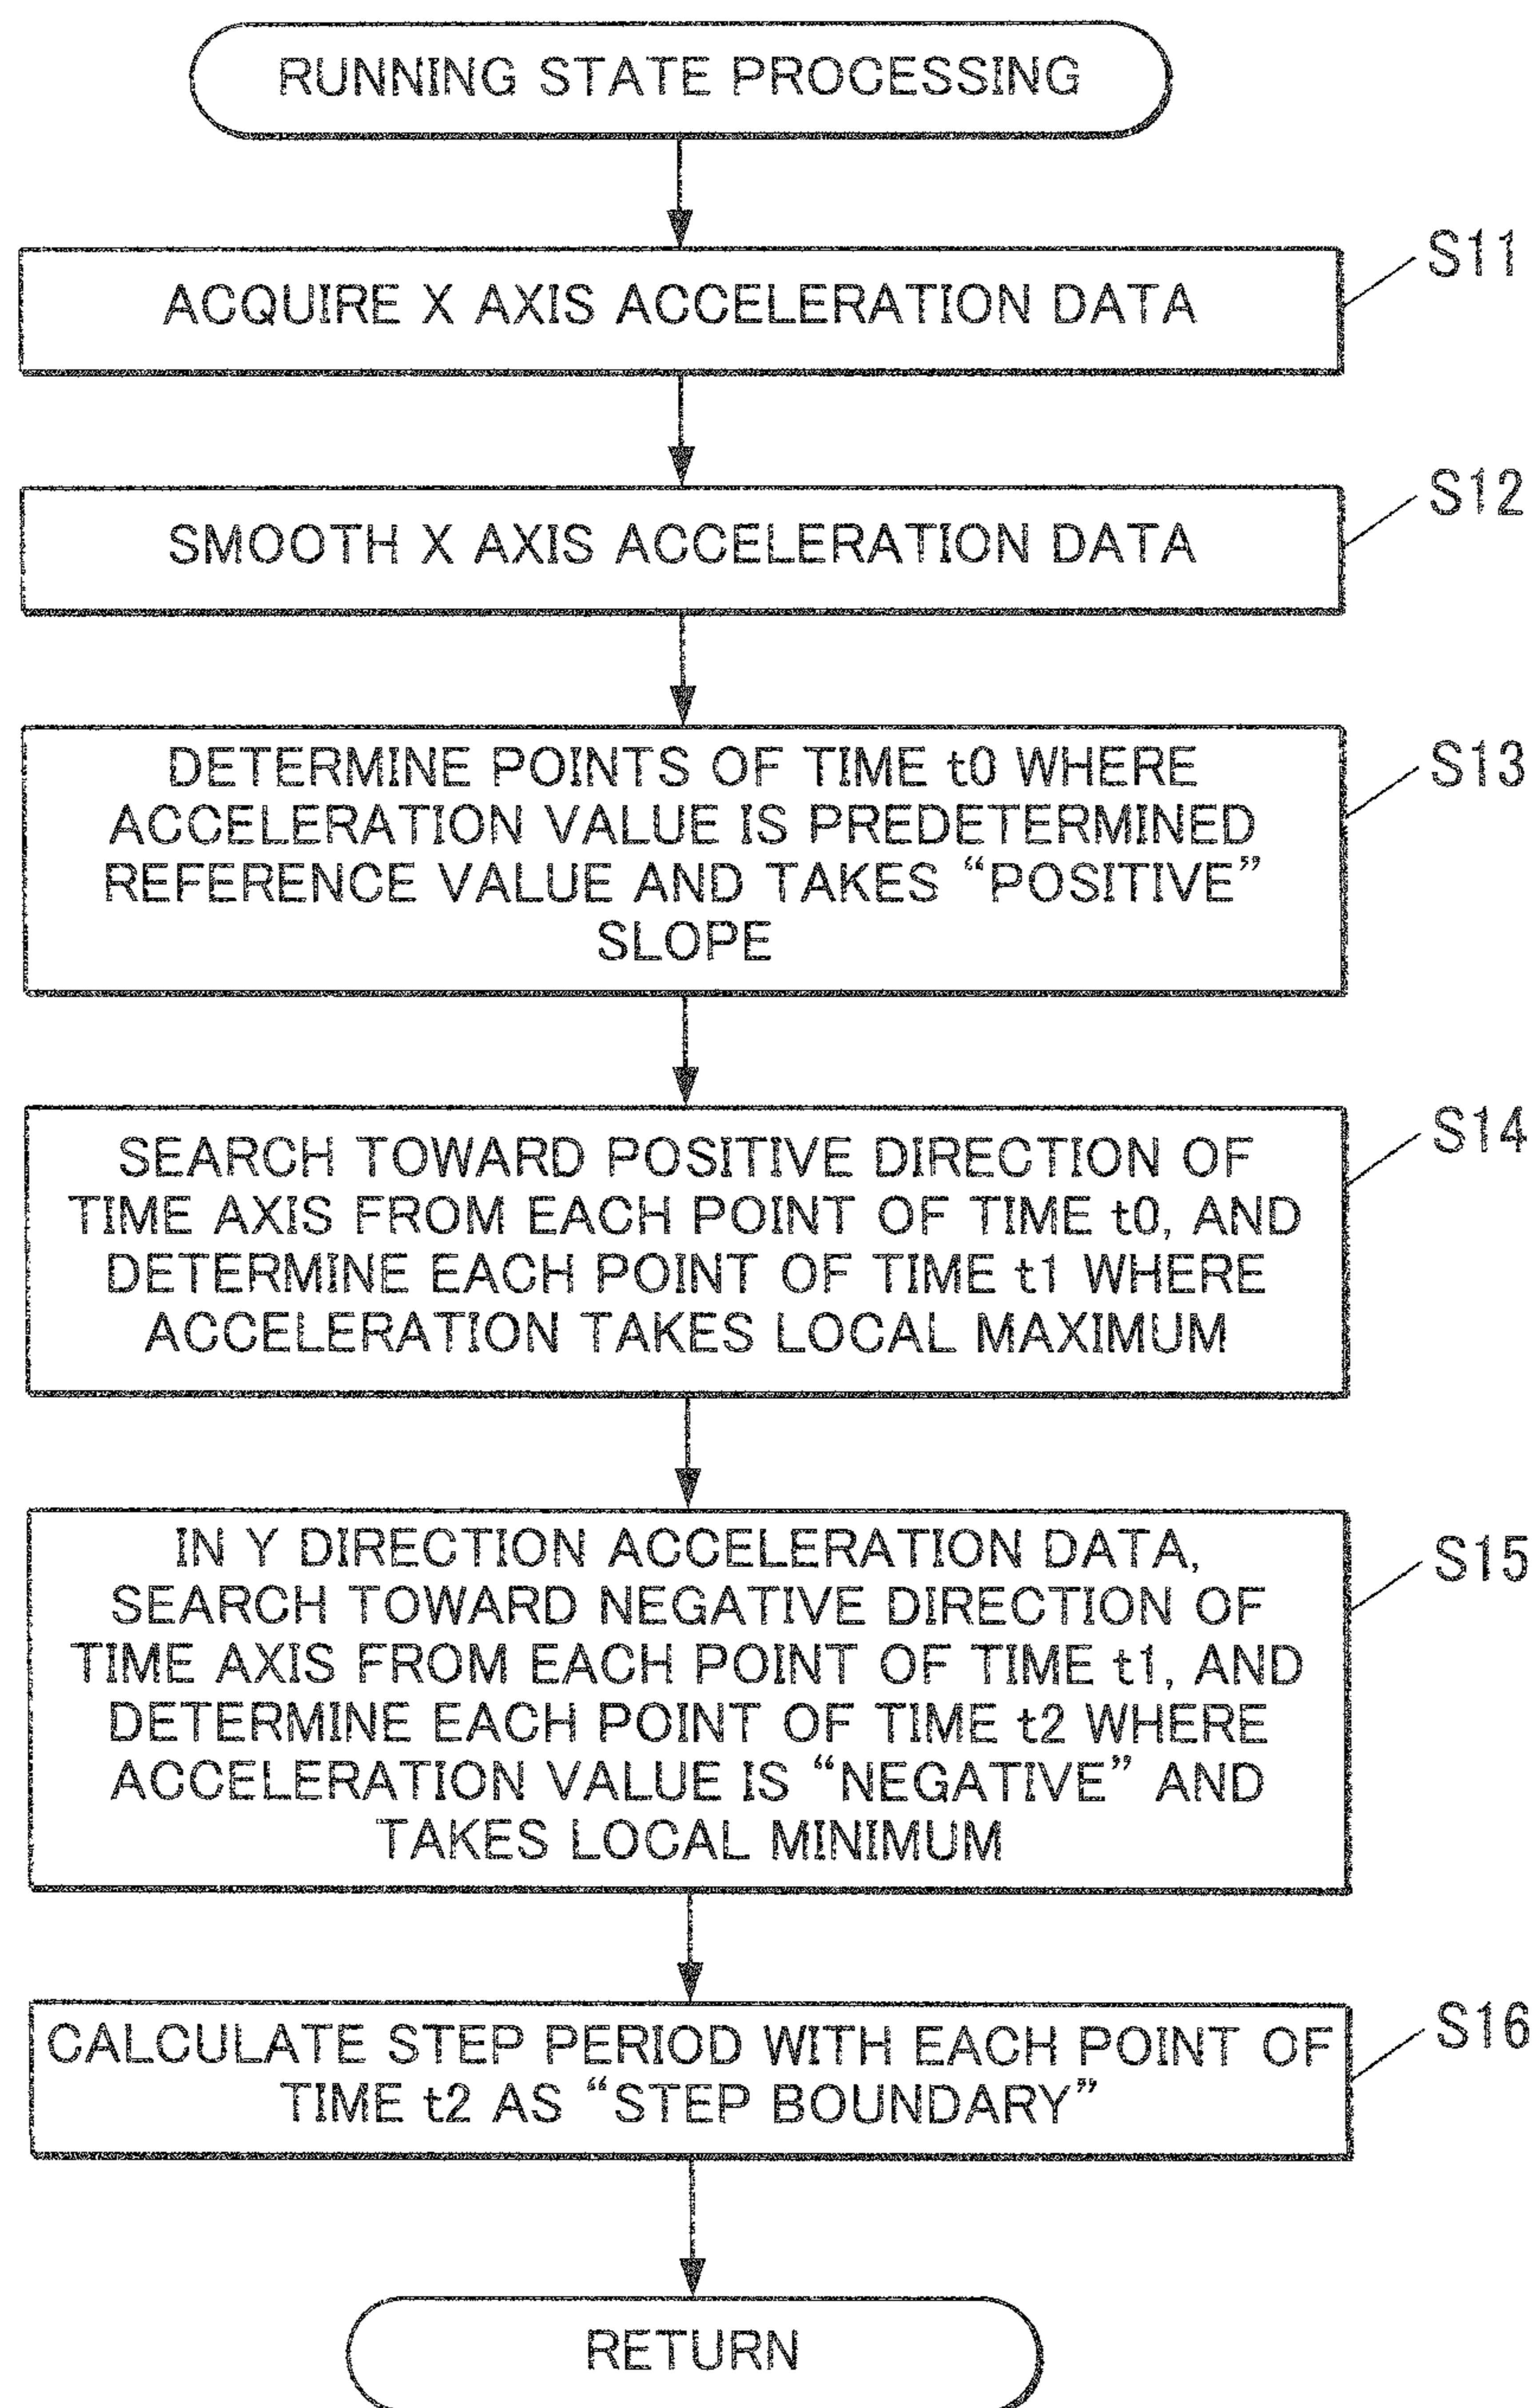 RUNNING STATE PROCESSING
S11
ACQUIRE X AXIS ACCELERATION DATA
S12
SMOOTH X AXIS ACCELERATION DATA
S13
DETERMINE POINTS OF TIME t0 WHERE
ACCELERATION VALUE IS PREDETERMINED
REFERENCE VALUE AND TAKES “POSITIVE”
SLOPE
S14
SEARCH TOWARD POSITIVE DIRECTION OF
TIME AXIS FROM EACH POINT OF TIME t0, AND
DETERMINE EACH POINT OF TIME t1 WHERE
ACCELERATION TAKES LOCAL MAXIMUM
S15
IN Y DIRECTION ACCELERATION DATA,
SEARCH TOWARD NEGATIVE DIRECTION OF
TIME AXIS FROM EACH POINT OF TIME t1, AND
DETERMINE EACH POINT OF TIME t2 WHERE
ACCELERATION VALUE IS “NEGATIVE” AND
TAKES LOCAL MINIMUM
S16
CALCULATE STEP PERIOD WITH EACH POINT OF
TIME t2 AS “STEP BOUNDARY”
RETURN